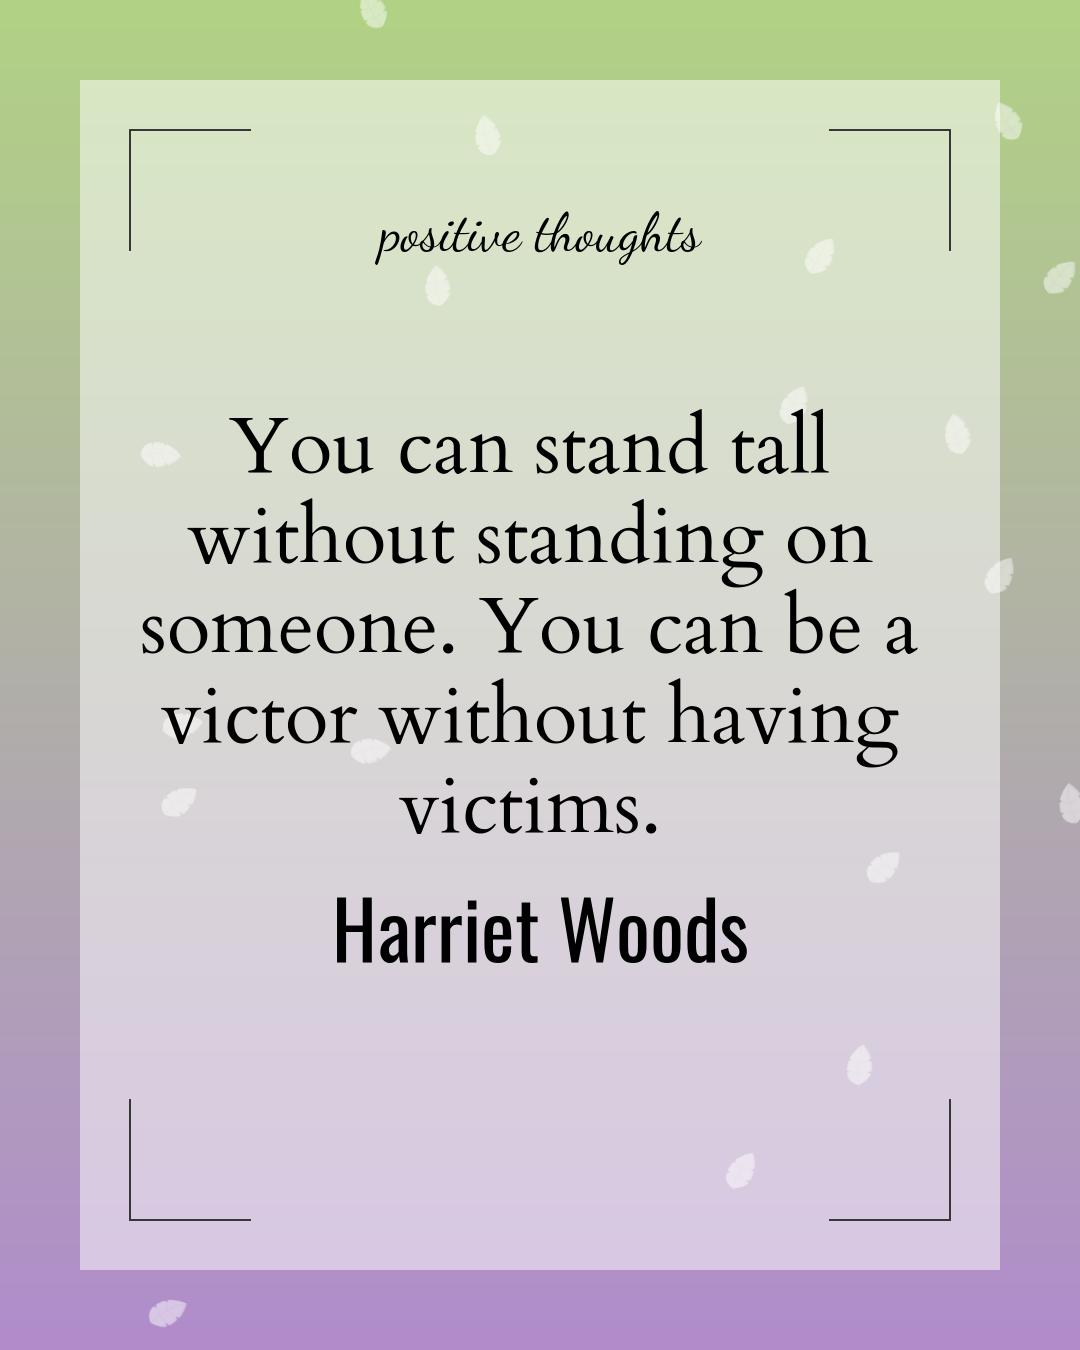 positive thoughts
You can stand tall
without standing on
someone. You can be a
victor without having
victims.
Harriet Woods